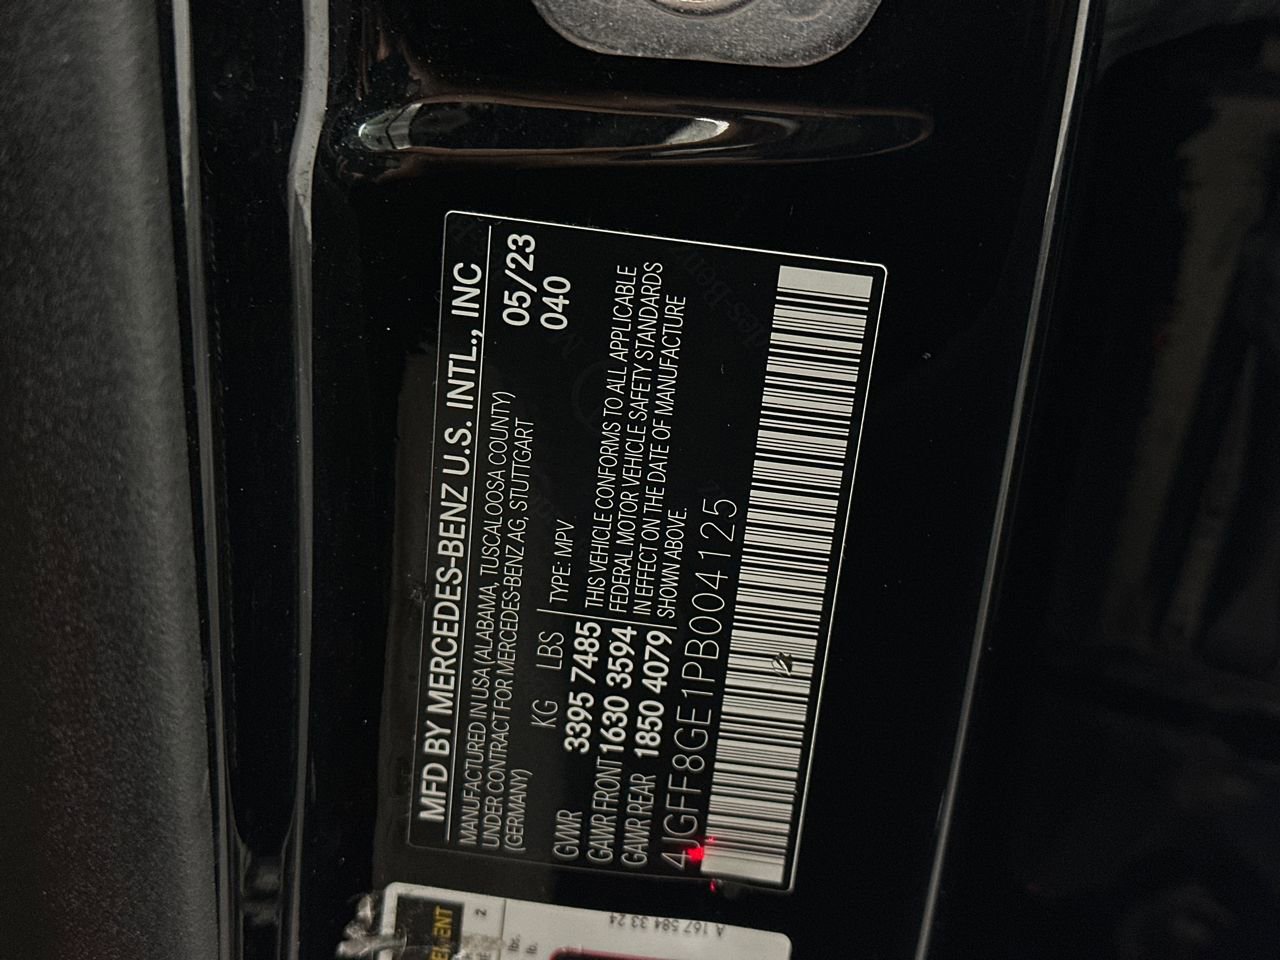 MFD BY MERCEDES-BENZ U.S. INTL., INC
MANUFACTURED IN USA (ALABAMA, TUSCALOOSA COUNTY)
UNDER CONTRACT FOR MERCEDES-BENZ AG, STUTTGART
(GERMANY)
05/23
040
KG LBS
TYPE: MPV
GVWR 3395 7485
GAWR FRONT 1630 3594
GAWR REAR 1850 4079
THIS VEHICLE CONFORMS TO ALL APPLICABLE
FEDERAL MOTOR VEHICLE SAFETY STANDARDS
IN EFFECT ON THE DATE OF MANUFACTURE
SHOWN ABOVE.
4JGFF8GE1PB004125
A 167 584 33 24
2
lbs.
lb.